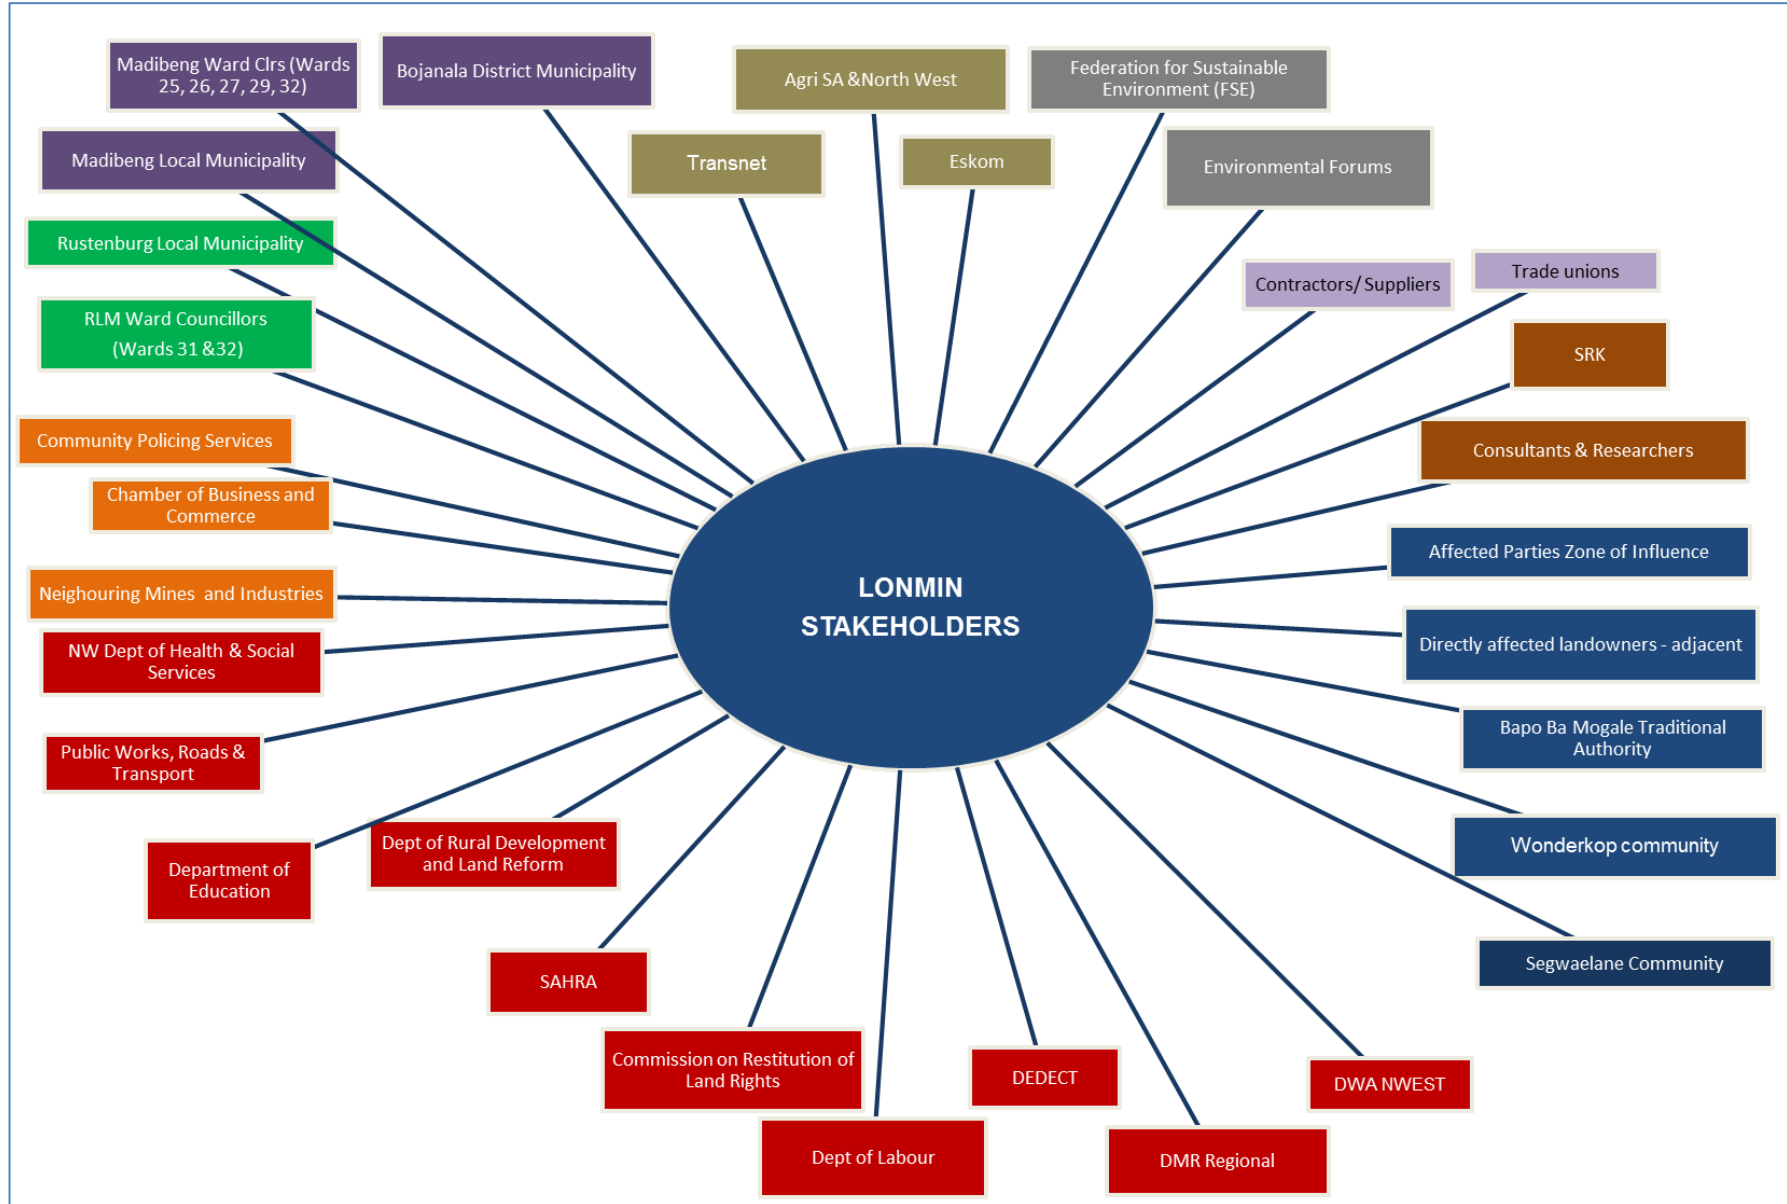 Madibeng Ward Clrs (Wards
25, 26, 27, 29, 32)
Bojanala District Municipality
Agri SA &North West
Federation for Sustainable
Environment (FSE)
Madibeng Local Municipality
Transnet
Eskom
Environmental Forums
Rustenburg Local Municipality
Contractors/ Suppliers
Trade unions
RLM Ward Councillors
(Wards 31 &32)
SRK
Community Policing Services
Consultants & Researchers
Chamber of Business and
Commerce
Affected Parties Zone of Influence
Neighouring Mines  and Industries
LONMIN
STAKEHOLDERS
NW Dept of Health & Social
Services
Directly affected landowners - adjacent
Public Works, Roads &
Transport
Bapo Ba Mogale Traditional
Authority
Department of
Education
Dept of Rural Development
and Land Reform
Wonderkop community
SAHRA
Segwaelane Community
Commission on Restitution of
Land Rights
DEDECT
DWA NWEST
Dept of Labour
DMR Regional